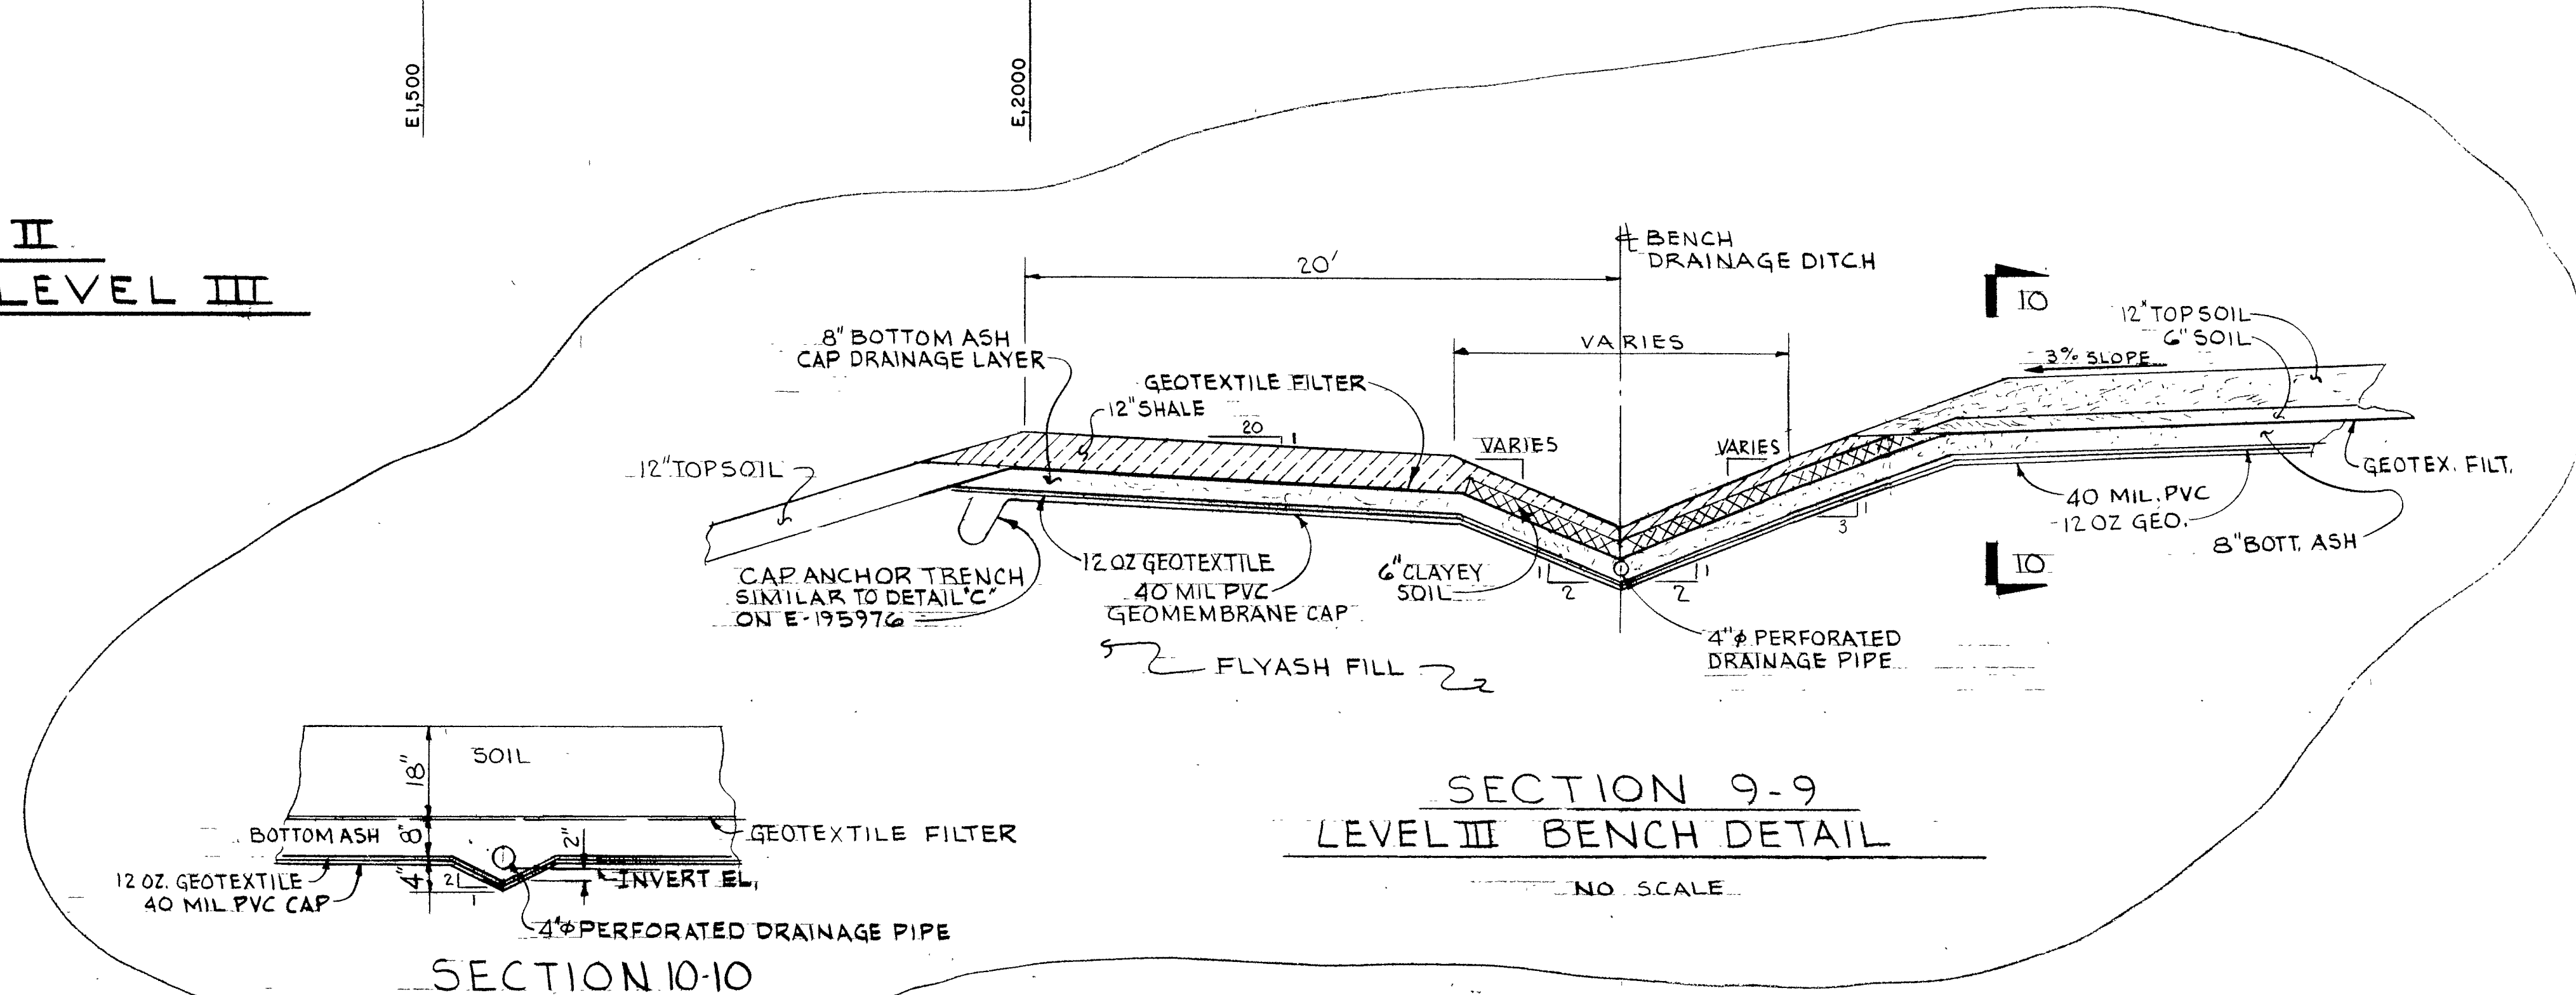 E1,500
E,2000
II
LEVEL III
℄ BENCH
DRAINAGE DITCH
20'
10
12" TOPSOIL
6" SOIL
8" BOTTOM ASH
CAP DRAINAGE LAYER
VARIES
3% SLOPE
GEOTEXTILE FILTER
12" SHALE
20
1
VARIES
VARIES
12" TOPSOIL
GEOTEX. FILT.
40 MIL. PVC
12 OZ GEO.
1
3
8" BOTT. ASH
CAP ANCHOR TRENCH
SIMILAR TO DETAIL "C"
ON E-195976
12 OZ GEOTEXTILE
40 MIL PVC
GEOMEMBRANE CAP
6" CLAYEY
SOIL
1
2
1
2
10
4"ϕ PERFORATED
DRAINAGE PIPE
FLYASH FILL
SECTION 9-9
LEVEL III BENCH DETAIL
NO SCALE
SOIL
18"
BOTTOM ASH
8"
2"
GEOTEXTILE FILTER
12 OZ. GEOTEXTILE
40 MIL PVC CAP
4"
2
1
INVERT EL.
4"ϕ PERFORATED DRAINAGE PIPE
SECTION 10-10